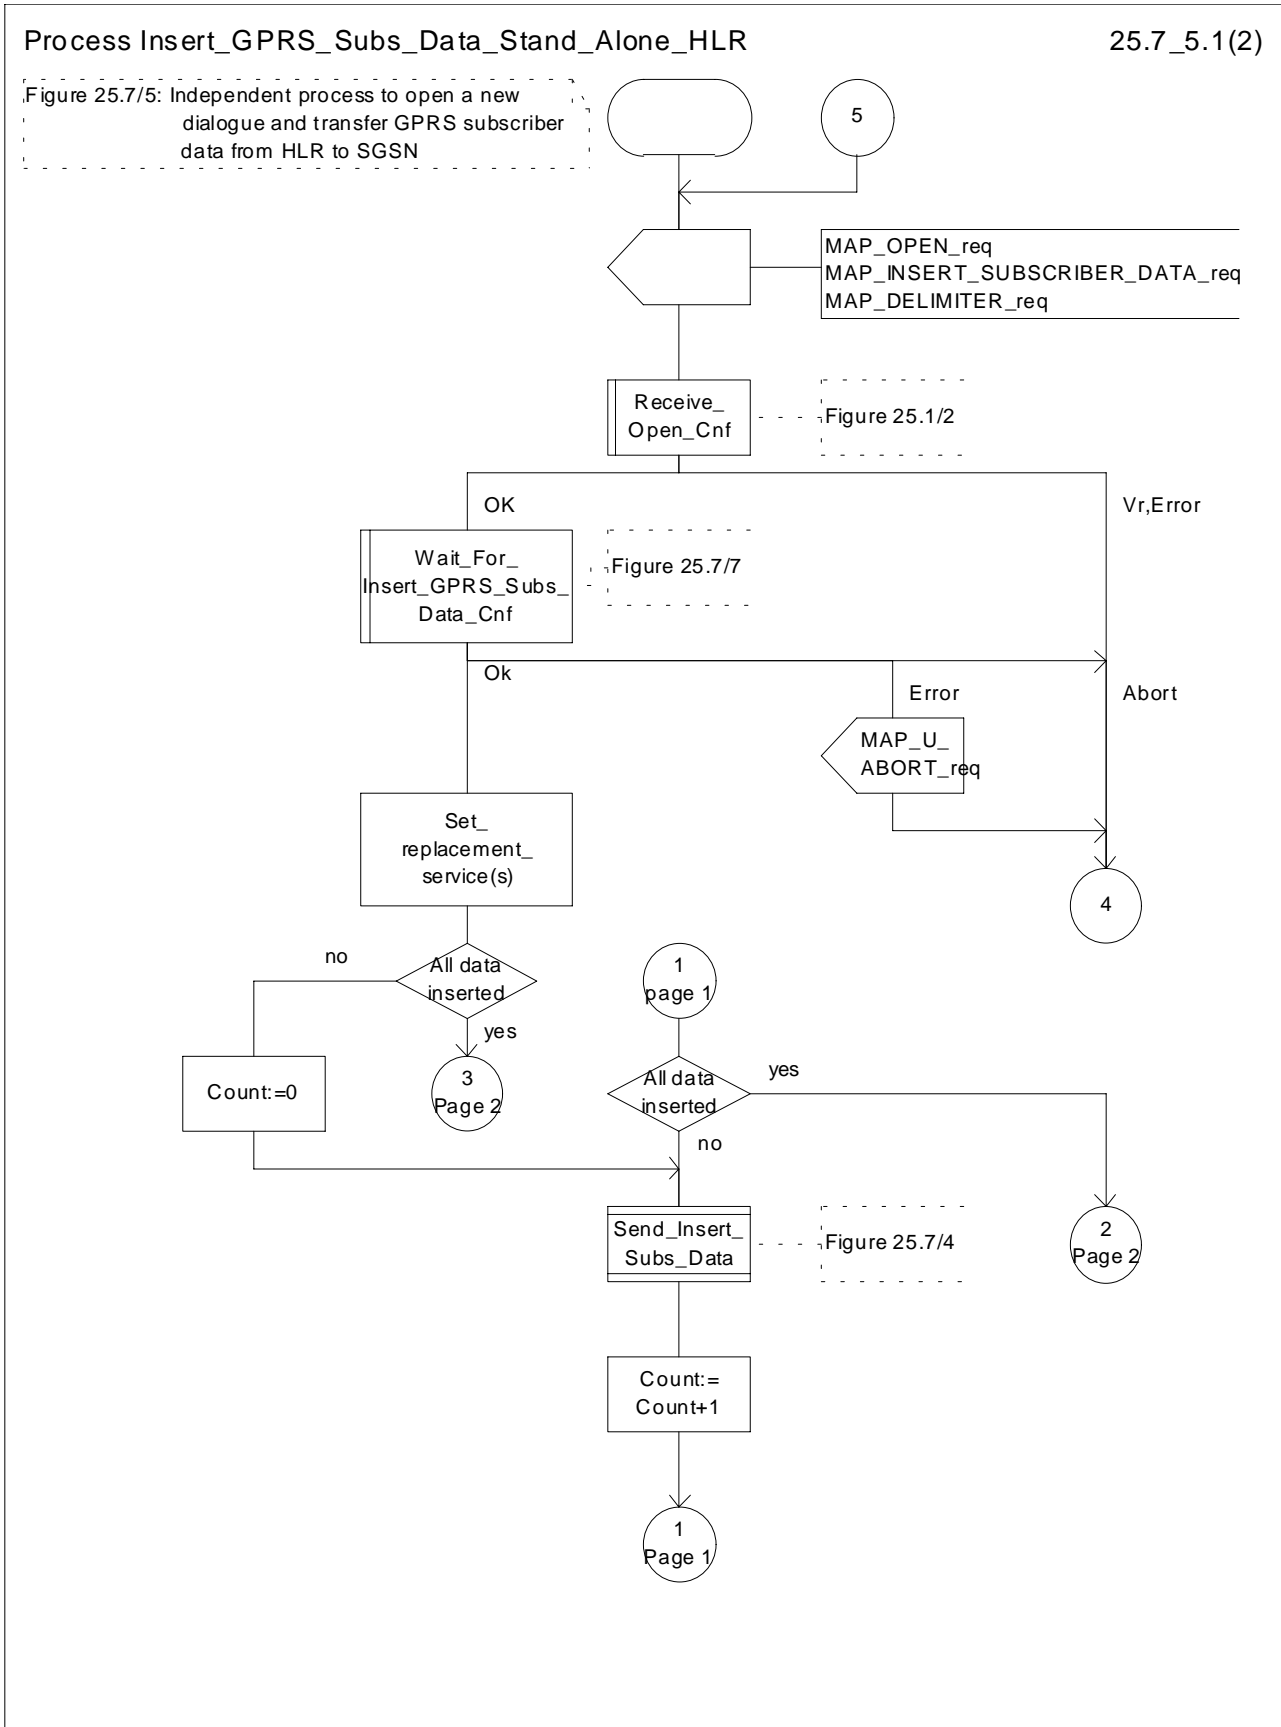 Process Insert_GPRS_Subs_Data_Stand_Alone_HLR
25.7_5.1(2)
Figure 25.7/5: Independent process to open a new
dialogue and transfer GPRS subscriber
data from HLR to SGSN
5
MAP_OPEN_req
MAP_INSERT_SUBSCRIBER_DATA_req
MAP_DELIMITER_req
Receive_
Open_Cnf
Figure 25.1/2
OK
Vr,Error
Wait_For_
Insert_GPRS_Subs_
Data_Cnf
Figure 25.7/7
Ok
Error
Abort
MAP_U_
ABORT_req
Set_
replacement_
service(s)
4
no
All data
inserted
yes
1
page 1
Count:=0
3
Page 2
All data
inserted
yes
no
Send_Insert_
Subs_Data
Figure 25.7/4
2
Page 2
Count:=
Count+1
1
Page 1